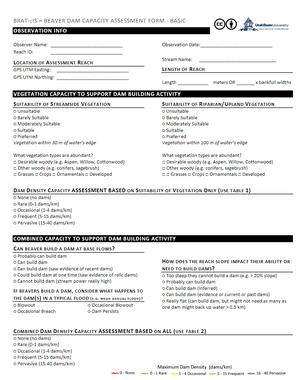 BRAT-cIS – BEAVER DAM CAPACITY ASSESSMENT FORM - BASIC
UtahStateUniversity
OBSERVATION INFO
Observer Name:
Observation Date:
Reach ID:
Stream Name:
LOCATION OF ASSESSMENT REACH
GPS UTM Easting:
GPS UTM Northing:
LENGTH OF REACH
Length meters OR x bankfull widths
VEGETATION CAPACITY TO SUPPORT DAM BUILDING ACTIVITY
SUITABILITY OF STREAMSIDE VEGETATION
□ Unsuitable
□ Barely Suitable
□ Moderately Suitable
□ Suitable
□ Preferred
Vegetation within 30 m of water's edge
What vegetation types are abundant?
□ Desirable woody (e.g. Aspen, Willow, Cottonwood)
□ Other woody (e.g. conifers, sagebrush)
□ Grasses □ Crops □ Ornamentals □ Developed
SUITABILITY OF RIPARIAN/UPLAND VEGETATION
□ Unsuitable
□ Barely Suitable
□ Moderately Suitable
□ Suitable
□ Preferred
Vegetation within 100 m of water's edge
What vegetation types are abundant?
□ Desirable woody (e.g. Aspen, Willow, Cottonwood)
□ Other woody (e.g. conifers, sagebrush)
□ Grasses □ Crops □ Ornamentals □ Developed
DAM DENSITY CAPACITY ASSESSMENT BASED ON SUITABILITY OF VEGETATION ONLY (USE TABLE 1)
□ None (no dams)
□ Rare (0-1 dams/km)
□ Occasional (1-4 dams/km)
□ Frequent (5-15 dams/km)
□ Pervasive (15-40 dams/km)
COMBINED CAPACITY TO SUPPORT DAM BUILDING ACTIVITY
CAN BEAVER BUILD A DAM AT BASE FLOWS?
□ Probably can build dam
□ Can build dam
□ Can build dam (saw evidence of recent dams)
□ Could build dam at one time (saw evidence of relic dams)
□ Cannot build dam (stream power really high)
IF BEAVERS BUILD A DAM, CONSIDER WHAT HAPPENS TO
THE DAM(S) IN A TYPICAL FLOOD (E.G. MEAN ANNUAL FLOOD)?
□ Blowout □ Occasional Blowout
□ Occasional Breach □ Dam Persists
HOW DOES THE REACH SLOPE IMPACT THEIR ABILITY OR
NEED TO BUILD DAMS?
□ Too steep they cannot build a dam (e.g. > 20% slope)
□ Probably can build dam
□ Can build dam (inferred)
□ Can build dam (evidence or current or past dams)
□ Really flat (can build dam, but might not need as many as
one dam might back up water > 0.5 km)
COMBINED DAM DENSITY CAPACITY ASSESSMENT BASED ON ALL (USE TABLE 2)
□ None (no dams)
□ Rare (0-1 dams/km)
□ Occasional (1-4 dams/km)
□ Frequent (5-15 dams/km)
□ Pervasive (15-40 dams/km)
Maximum Dam Density (dams/km)
0 - None 0 - 1 Rare 1 - 4 Occasional 5 - 15 Frequent 16 - 40 Pervasive